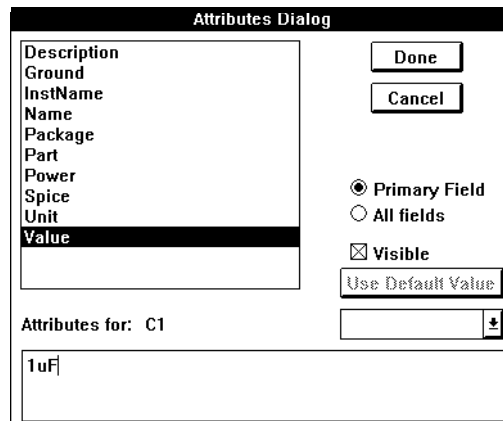 Attributes Dialog
Description
Ground
InstName
Name
Package
Part
Power
Spice
Unit
Value
Done
Cancel
Primary Field
All fields
Visible
Use Default Value
Attributes for: C1
1uF